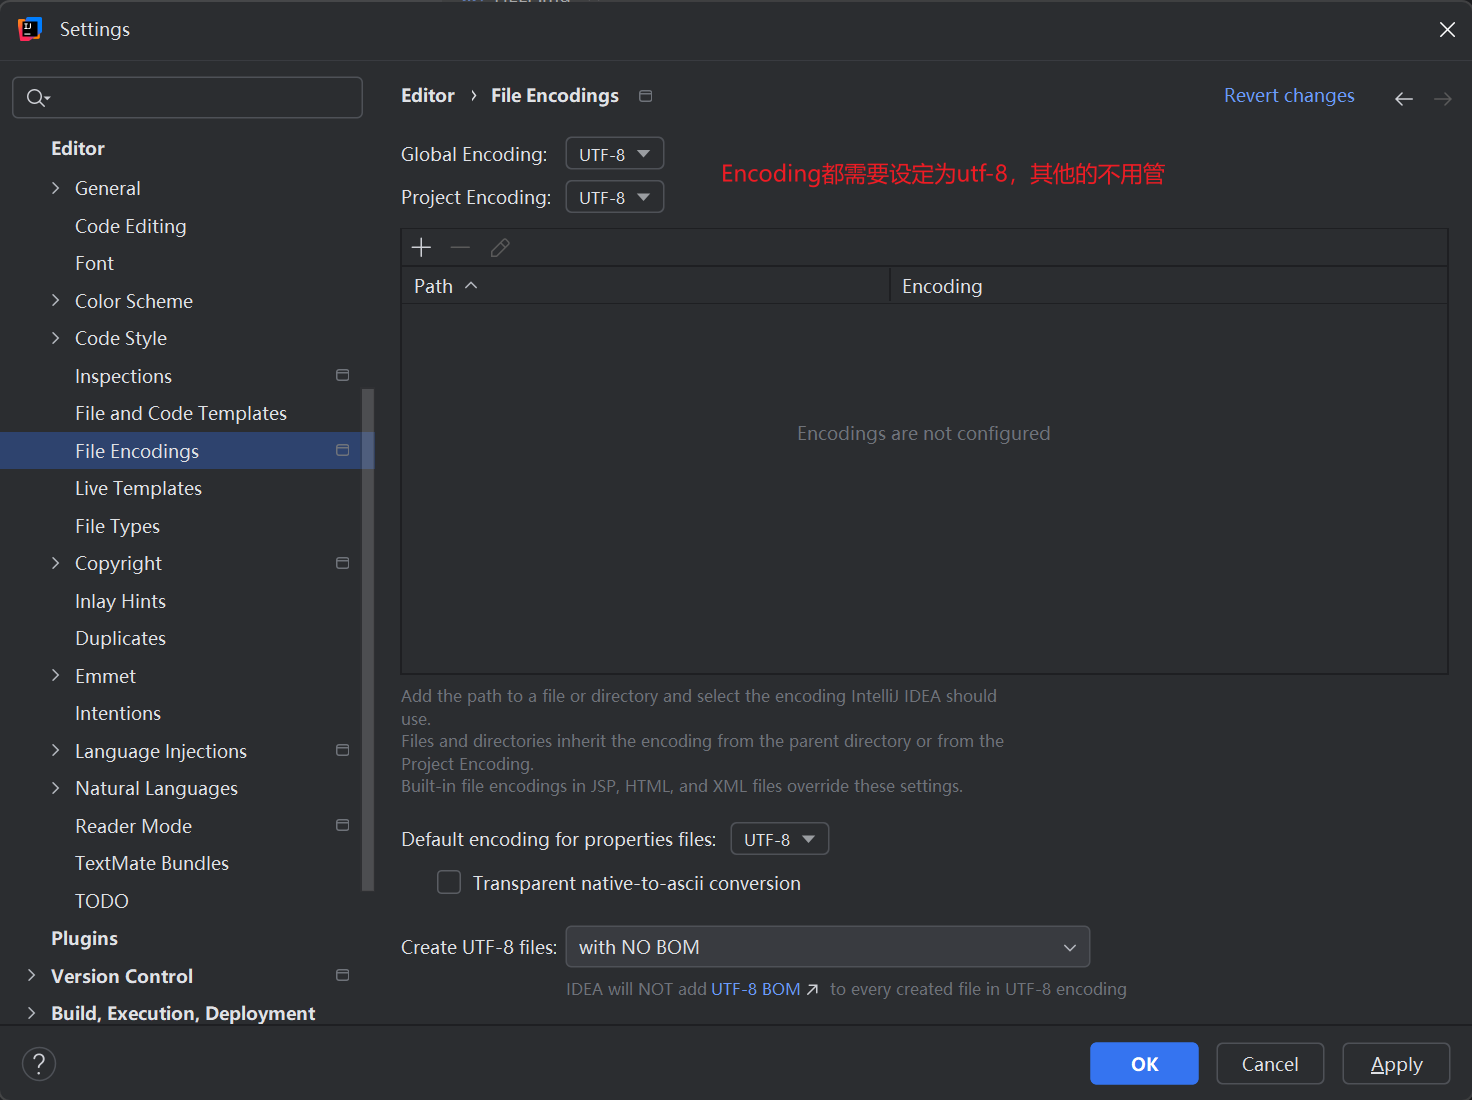 Settings
Editor › File Encodings
Revert changes
Editor
General
Code Editing
Font
Color Scheme
Code Style
Inspections
File and Code Templates
File Encodings
Live Templates
File Types
Copyright
Inlay Hints
Duplicates
Emmet
Intentions
Language Injections
Natural Languages
Reader Mode
TextMate Bundles
TODO
Plugins
Version Control
Build, Execution, Deployment
Global Encoding: UTF-8
Project Encoding: UTF-8
Encoding都需要设定为utf-8，其他的不用管
Path
Encoding
Encodings are not configured
Add the path to a file or directory and select the encoding IntelliJ IDEA should
use.
Files and directories inherit the encoding from the parent directory or from the
Project Encoding.
Built-in file encodings in JSP, HTML, and XML files override these settings.
Default encoding for properties files: UTF-8
Transparent native-to-ascii conversion
Create UTF-8 files: with NO BOM
IDEA will NOT add UTF-8 BOM ↗ to every created file in UTF-8 encoding
?
OK
Cancel
Apply